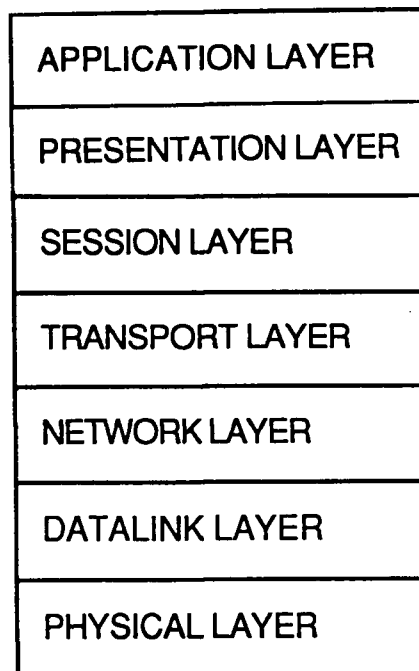 APPLICATION LAYER
PRESENTATION LAYER
SESSION LAYER
TRANSPORT LAYER
NETWORK LAYER
DATALINK LAYER
PHYSICAL LAYER